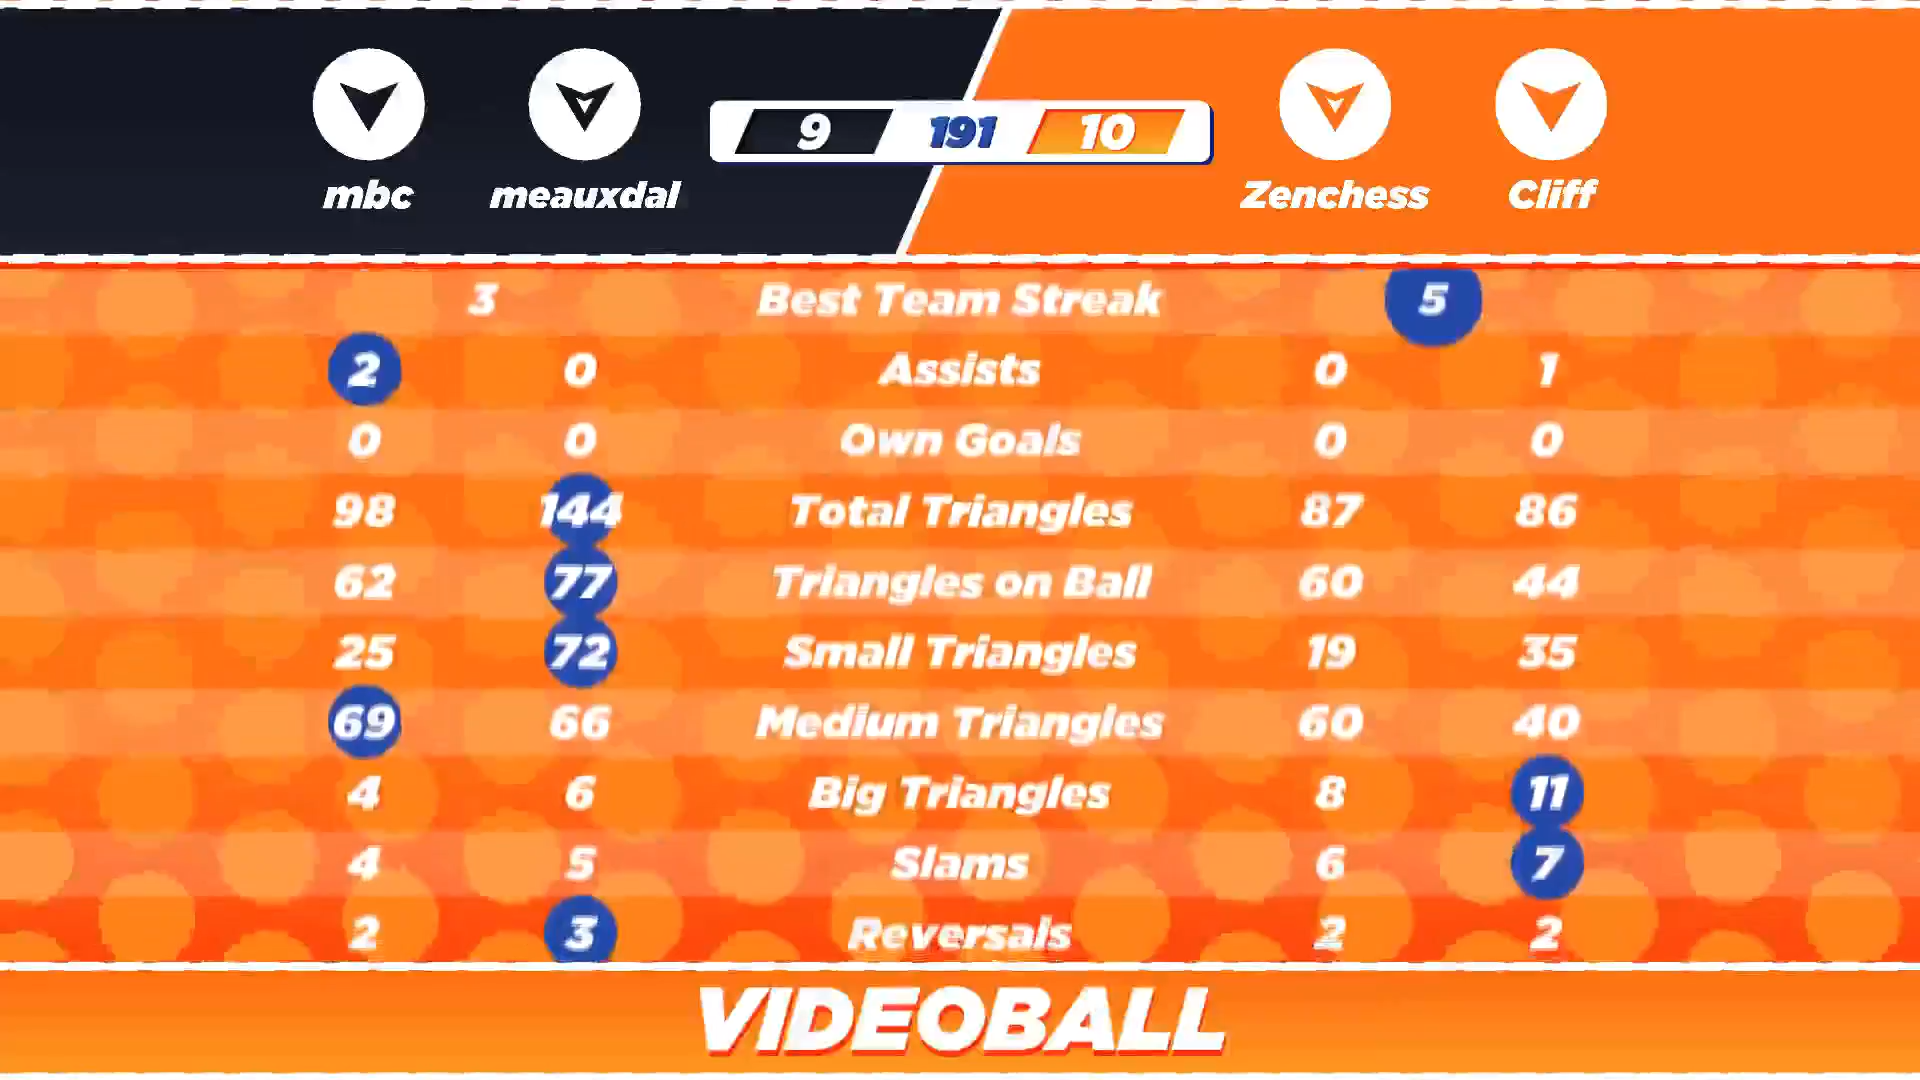 9 191 10
mbc meauxdal Zenchess Cliff
3 Best Team Streak 5
2 0 Assists 0 1
0 0 Own Goals 0 0
98 144 Total Triangles 87 86
62 77 Triangles on Ball 60 44
25 72 Small Triangles 19 35
69 66 Medium Triangles 60 40
4 6 Big Triangles 8 11
4 5 Slams 6 7
2 3 Reversals 2 2
VIDEOBALL